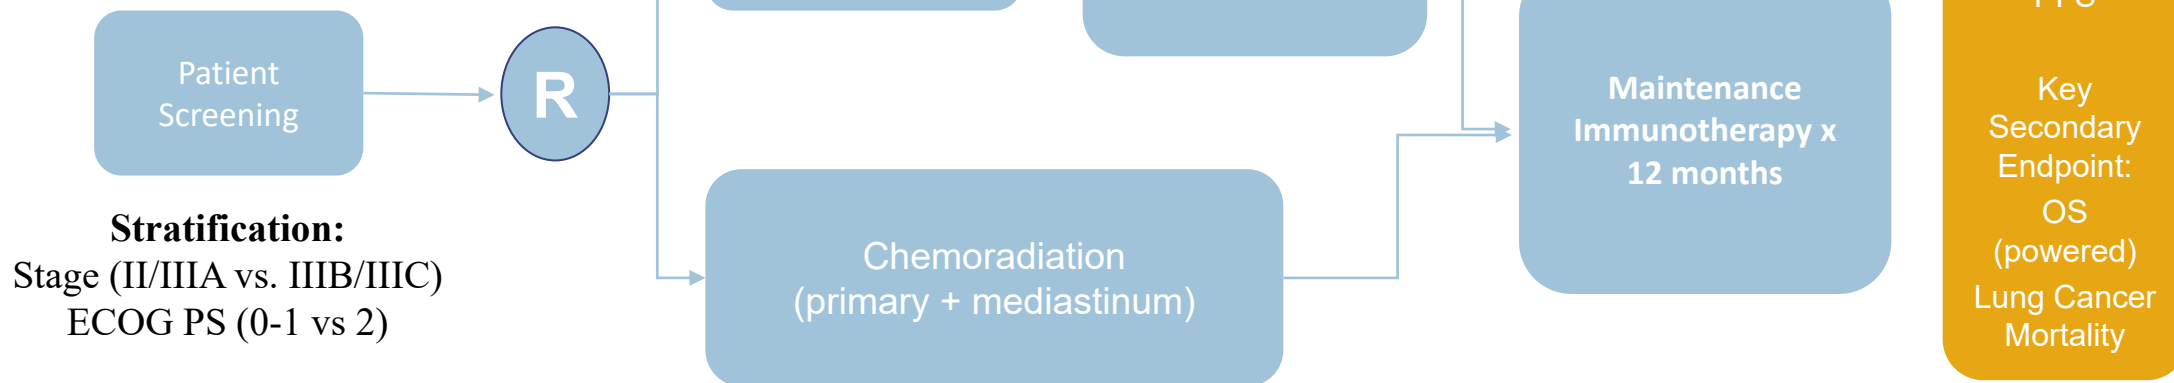 Patient
Screening
R
Stratification:
Stage (II/IIIA vs. IIIB/IIIC)
ECOG PS (0-1 vs 2)
Chemoradiation
(primary + mediastinum)
Maintenance
Immunotherapy x
12 months
Key
Secondary
Endpoint:
OS
(powered)
Lung Cancer
Mortality